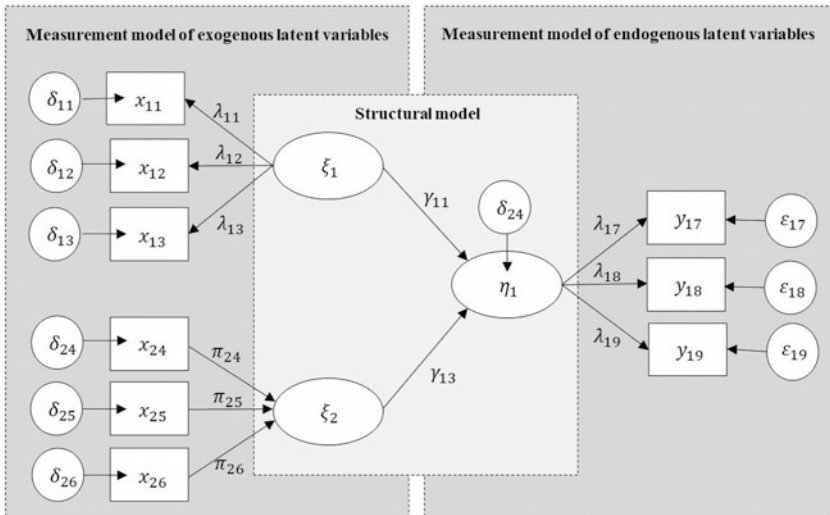 Measurement model of exogenous latent variables
Measurement model of endogenous latent variables
Structural model
δ₁₁
x₁₁
λ₁₁
δ₁₂
x₁₂
λ₁₂
δ₁₃
x₁₃
λ₁₃
ξ₁
γ₁₁
δ₂₄
η₁
λ₁₇
y₁₇
ε₁₇
λ₁₈
y₁₈
ε₁₈
λ₁₉
y₁₉
ε₁₉
δ₂₄
x₂₄
π₂₄
δ₂₅
x₂₅
π₂₅
δ₂₆
x₂₆
π₂₆
ξ₂
γ₁₃